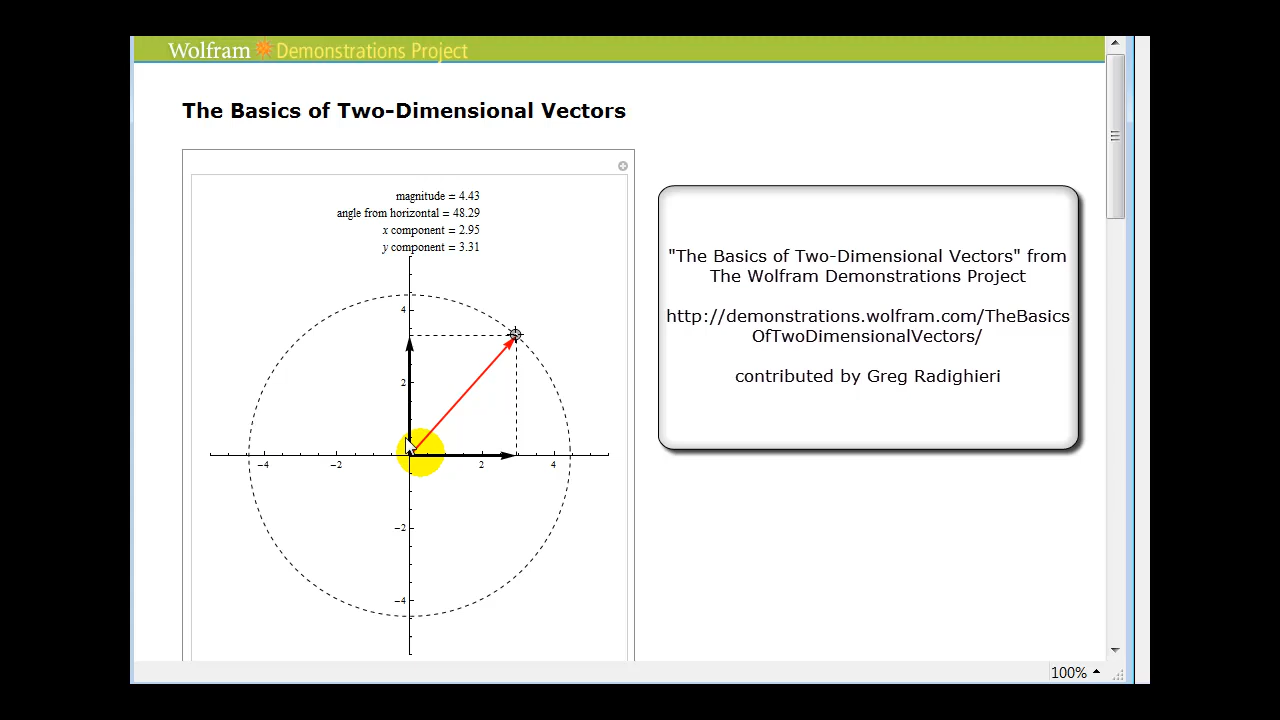 Wolfram Demonstrations Project
The Basics of Two-Dimensional Vectors
magnitude = 4.43
angle from horizontal = 48.29
x component = 2.95
y component = 3.31
4
2
−4 −2 2 4
−2
−4
"The Basics of Two-Dimensional Vectors" from
The Wolfram Demonstrations Project
http://demonstrations.wolfram.com/TheBasics
OfTwoDimensionalVectors/
contributed by Greg Radighieri
100%